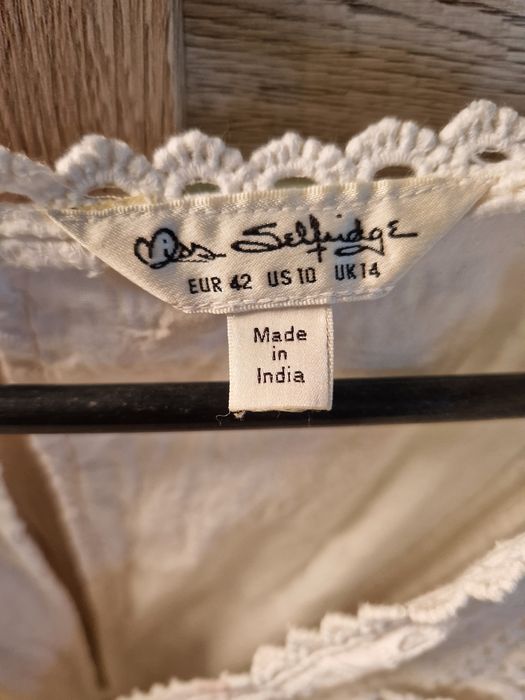 Miss Selfridge
EUR 42 US 10 UK 14
Made
in
India